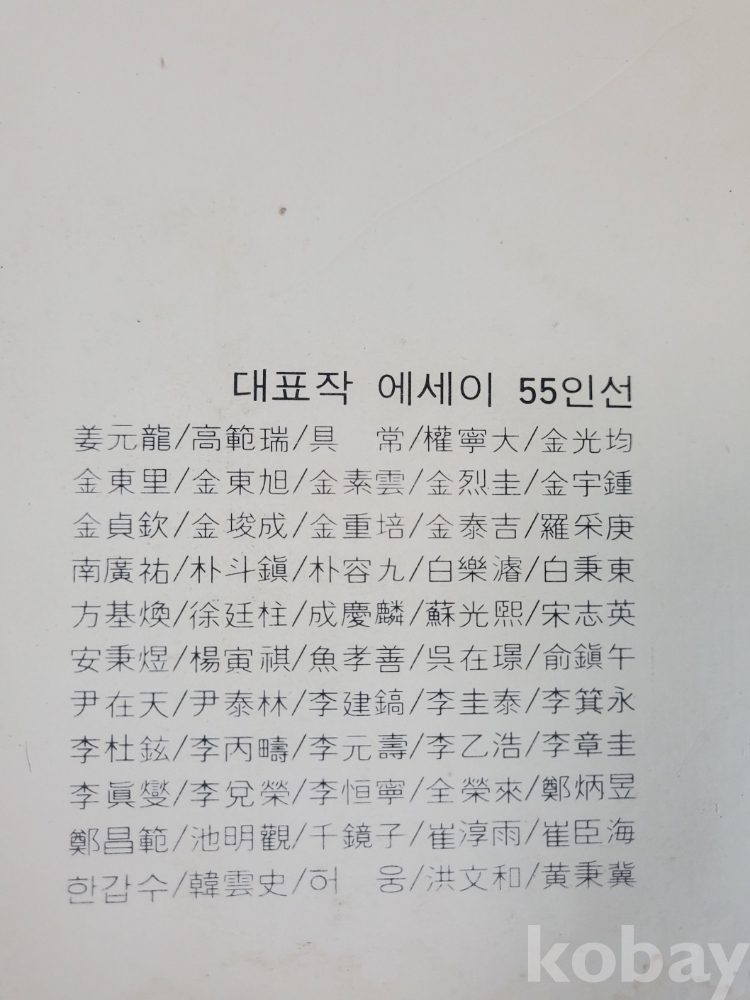 대표작 에세이 55인선
姜元龍/高範瑞/具 常/權寧大/金光均
金東里/金東旭/金素雲/金烈圭/金宇鍾
金貞欽/金埈成/金重培/金泰吉/羅采庚
南廣祐/朴斗鎭/朴容九/白樂濬/白秉東
方基煥/徐廷柱/成慶麟/蘇光熙/宋志英
安秉煜/楊寅祺/魚孝善/吳在璟/俞鎭午
尹在天/尹泰林/李建鎬/李圭泰/李箕永
李杜鉉/李丙疇/李元壽/李乙浩/李章圭
李眞燮/李兌榮/李恒寧/全榮來/鄭炳昱
鄭昌範/池明觀/千鏡子/崔淳雨/崔臣海
한갑수/韓雲史/허 웅/洪文和/黄秉冀
kobay